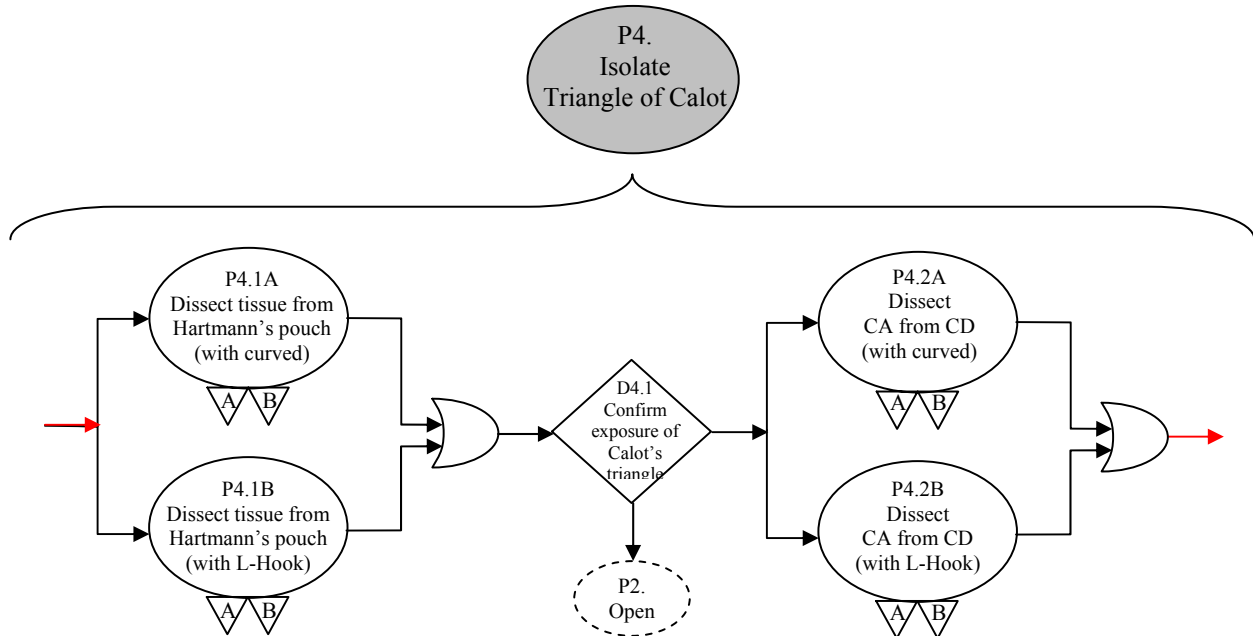 P4.
Isolate
Triangle of Calot
P4.1A
Dissect tissue from
Hartmann's pouch
(with curved)
A B
P4.1B
Dissect tissue from
Hartmann's pouch
(with L-Hook)
A B
D4.1
Confirm
exposure of
Calot's
triangle
P2.
Open
P4.2A
Dissect
CA from CD
(with curved)
A B
P4.2B
Dissect
CA from CD
(with L-Hook)
A B